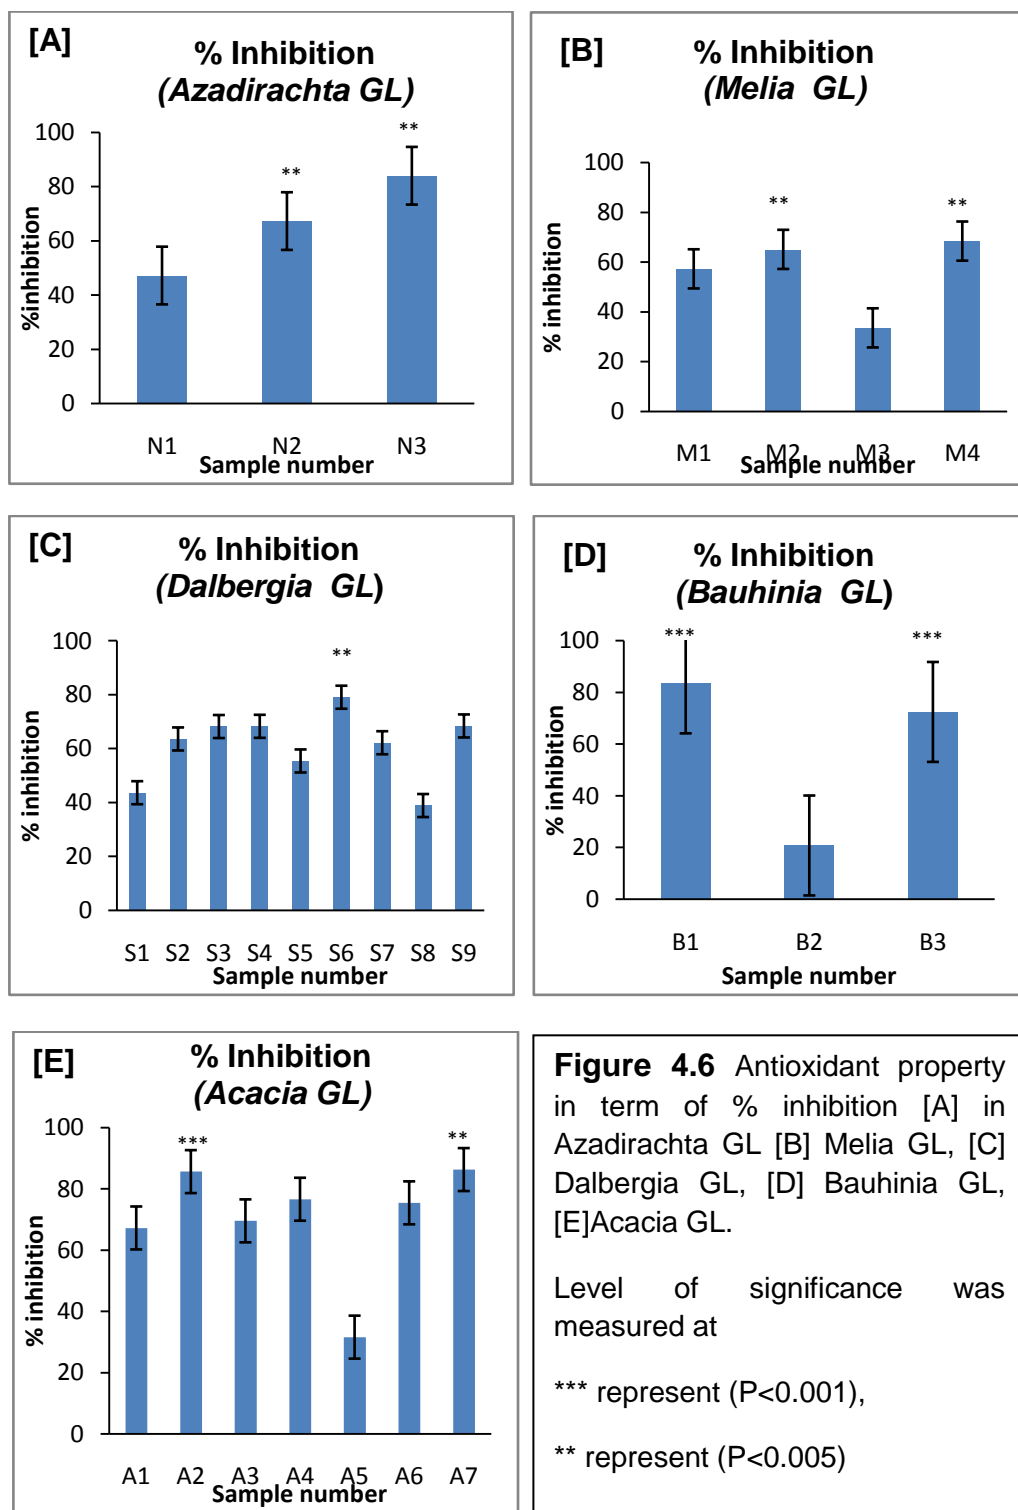 [A]
% Inhibition
(Azadirachta GL)
**
**
100
80
60
40
20
0
%inhibition
N1 N2 N3
Sample number
[B]
% Inhibition
(Melia GL)
**
**
100
80
60
40
20
0
% inhibition
M1 M2 M3 M4
Sample number
[C]
% Inhibition
(Dalbergia GL)
**
100
80
60
40
20
0
% inhibition
S1 S2 S3 S4 S5 S6 S7 S8 S9
Sample number
[D]
% Inhibition
(Bauhinia GL)
***
***
100
80
60
40
20
0
% inhibition
B1 B2 B3
Sample number
[E]
% Inhibition
(Acacia GL)
***
**
100
80
60
40
20
0
% inhibition
A1 A2 A3 A4 A5 A6 A7
Sample number
Figure 4.6 Antioxidant property
in term of % inhibition [A] in
Azadirachta GL [B] Melia GL, [C]
Dalbergia GL, [D] Bauhinia GL,
[E]Acacia GL.
Level of significance was
measured at
*** represent (P<0.001),
** represent (P<0.005)